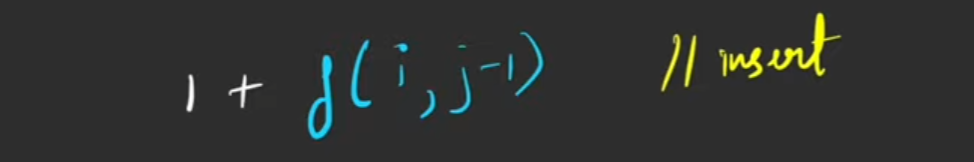 1 + f(i, j-1) // insert